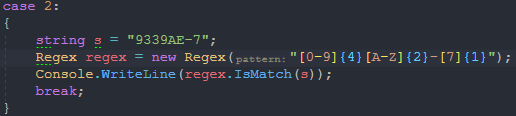 case 2:
{
string s = "9339AE-7";
Regex regex = new Regex( pattern: "[0-9]{4}[A-Z]{2}-[7]{1}");
Console.WriteLine(regex.IsMatch(s));
break;
}